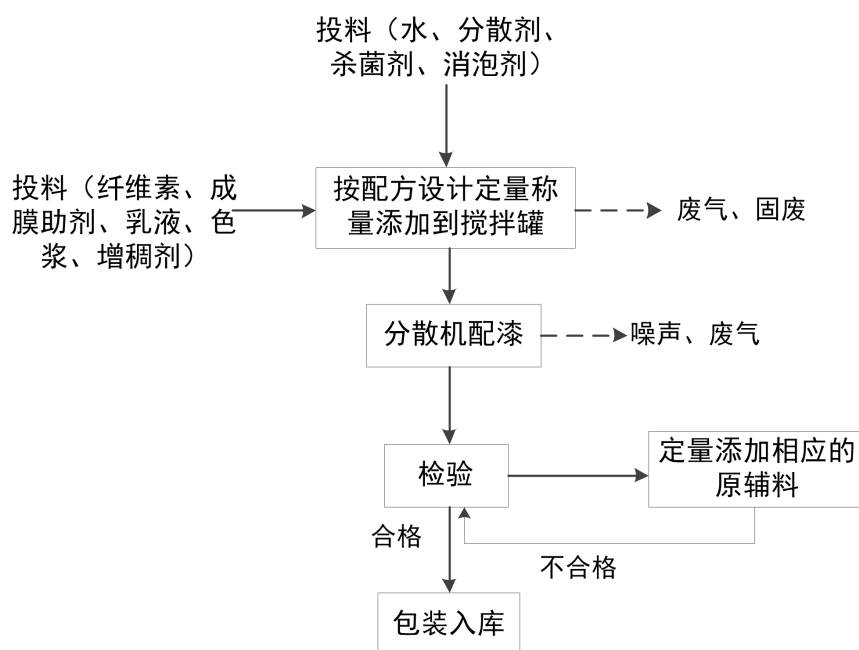 投料（水、分散剂、
杀菌剂、消泡剂）
投料（纤维素、成
膜助剂、乳液、色
浆、增稠剂）
按配方设计定量称
量添加到搅拌罐
废气、固废
分散机配漆
噪声、废气
检验
定量添加相应的
原辅料
合格
不合格
包装入库